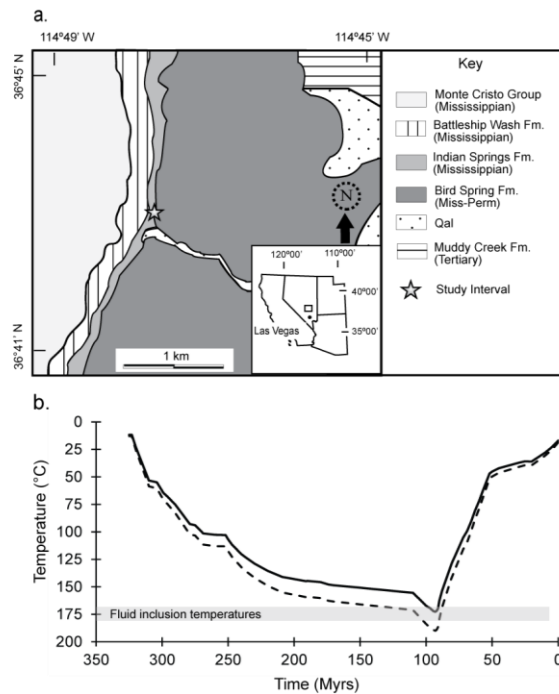 a.
114º49' W
114º45' W
36º45' N
36º41' N
N
1 km
120º00'
110º00'
40º00'
35º00'
Las Vegas
Key
Monte Cristo Group
(Mississippian)
Battleship Wash Fm.
(Mississippian)
Indian Springs Fm.
(Mississippian)
Bird Spring Fm.
(Miss-Perm)
Qal
Muddy Creek Fm.
(Tertiary)
Study Interval
b.
Temperature (°C)
0
25
50
75
100
125
150
175
200
Fluid inclusion temperatures
350
300
250
200
150
100
50
0
Time (Myrs)